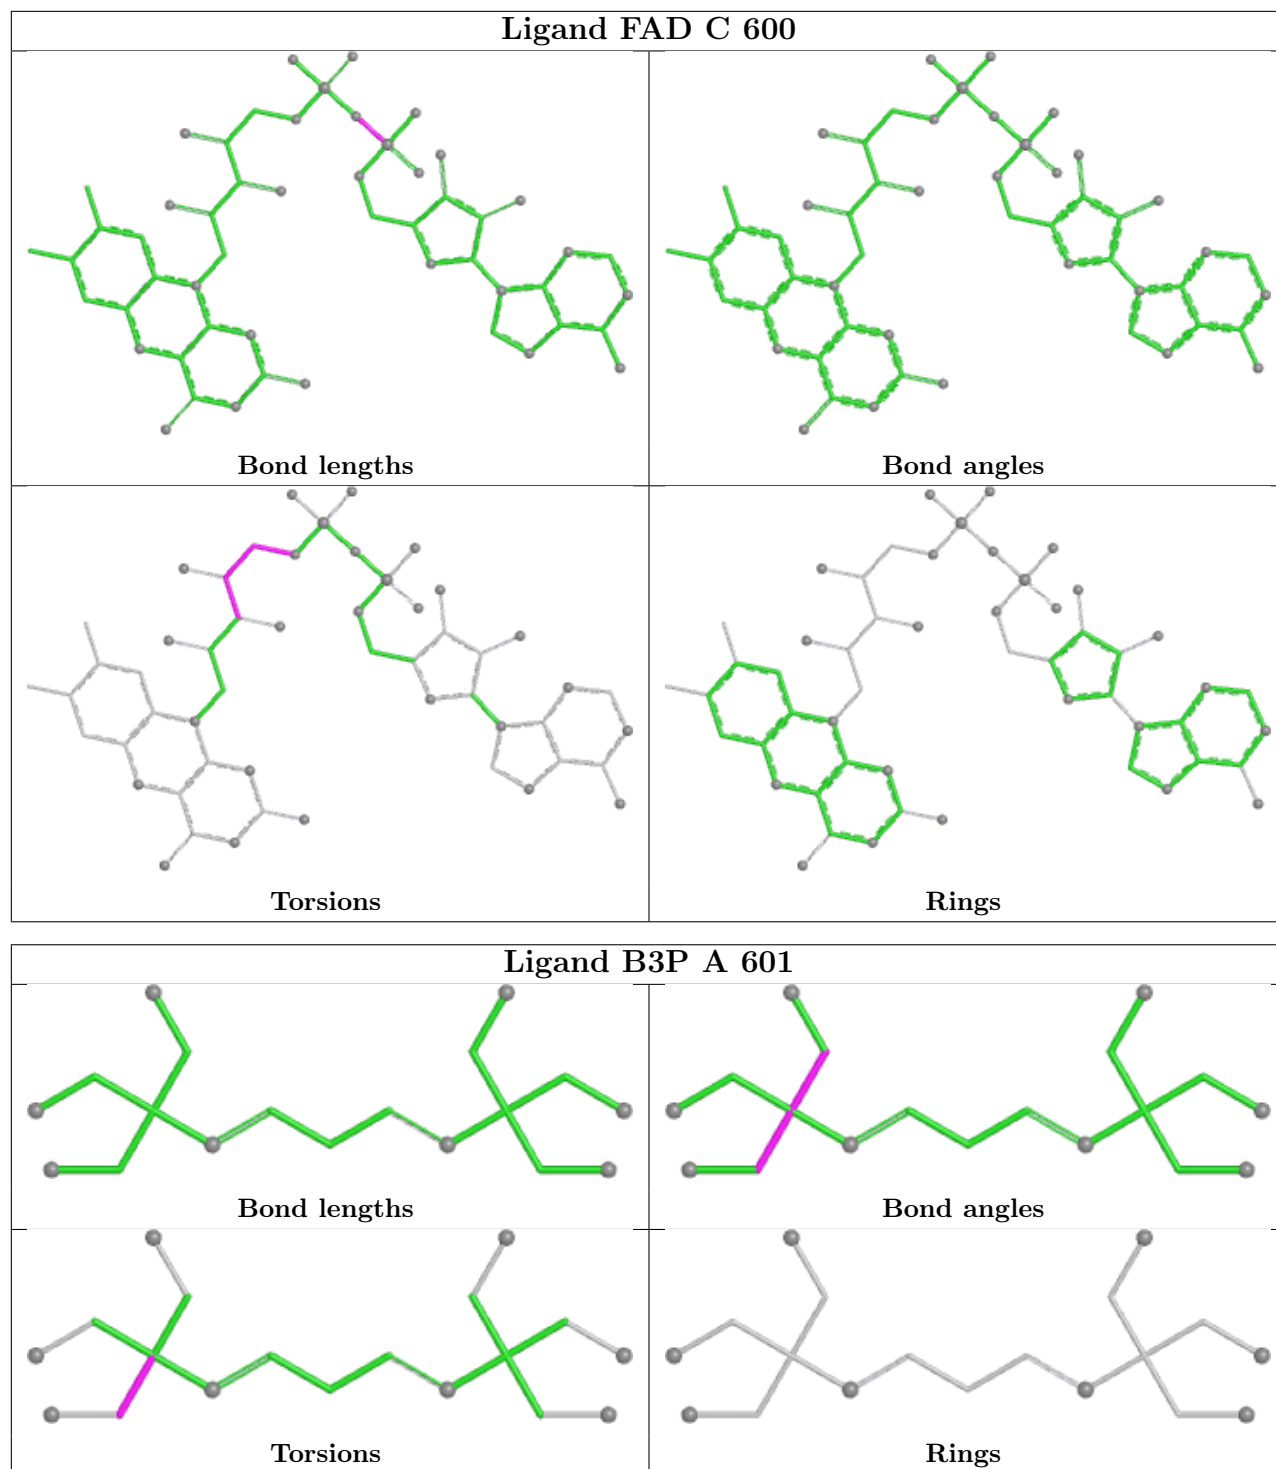 Ligand FAD C 600
Bond lengths
Bond angles
Torsions
Rings
Ligand B3P A 601
Bond lengths
Bond angles
Torsions
Rings